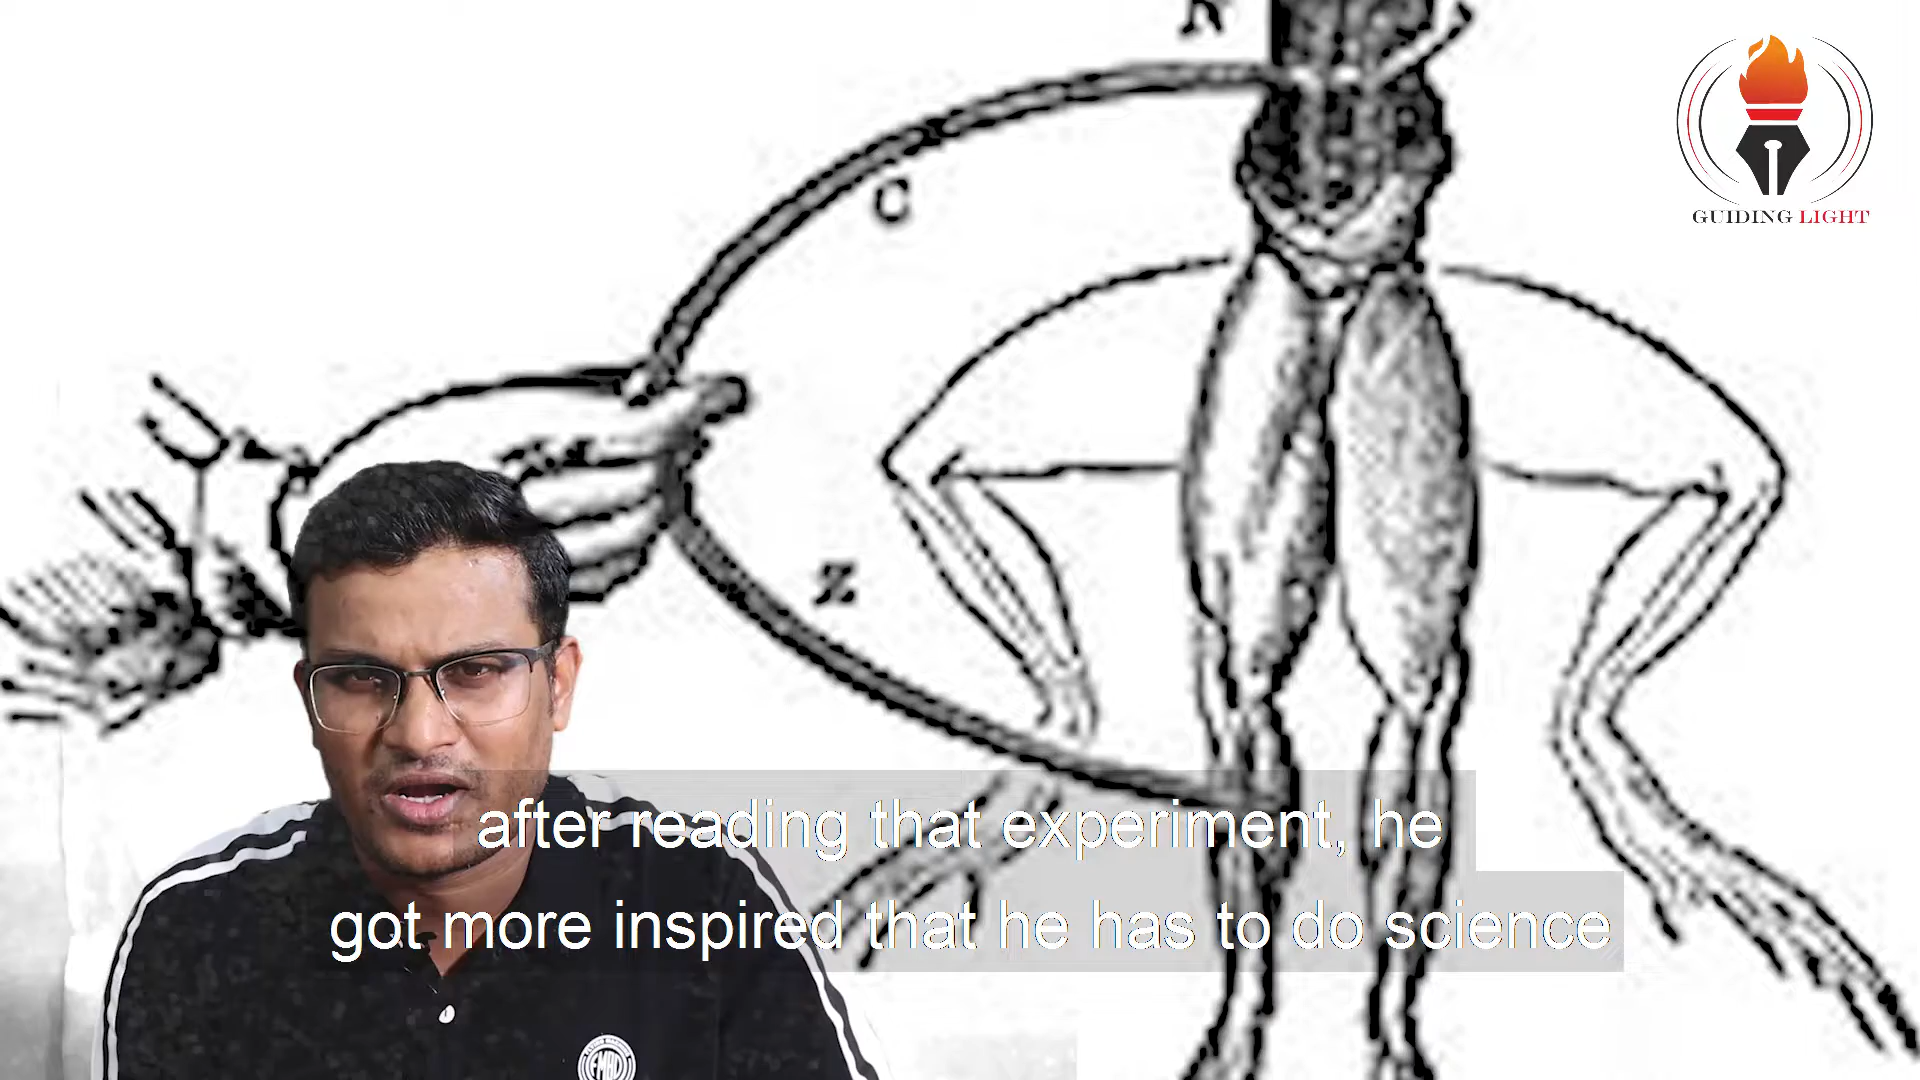 C
GUIDING LIGHT
Z
after reading that experiment, he
got more inspired that he has to do science